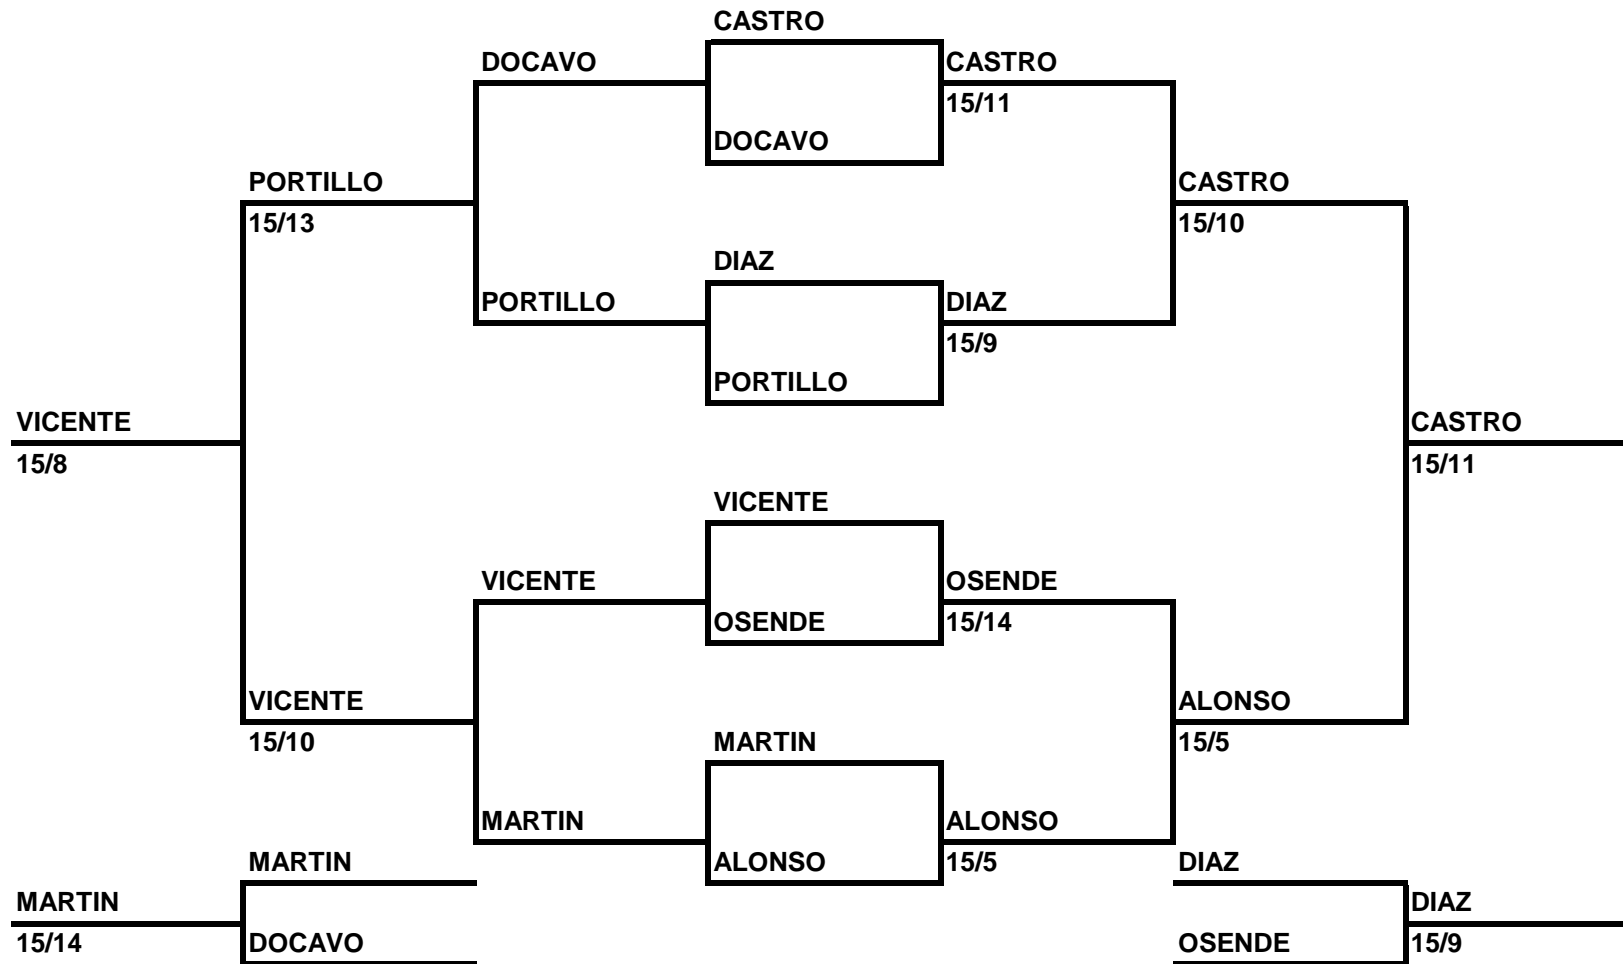 CASTRO
DOCAVO
CASTRO
15/11
DOCAVO
PORTILLO
CASTRO
15/13
15/10
DIAZ
PORTILLO
DIAZ
15/9
PORTILLO
VICENTE
CASTRO
15/8
15/11
VICENTE
VICENTE
OSENDE
OSENDE
15/14
VICENTE
ALONSO
15/10
MARTIN
15/5
MARTIN
ALONSO
MARTIN
ALONSO
15/5
DIAZ
MARTIN
DIAZ
15/14
DOCAVO
OSENDE
15/9